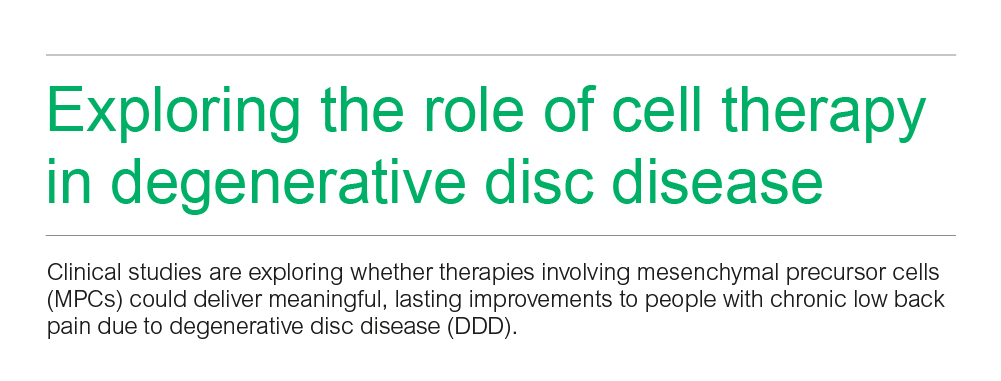 Exploring the role of cell therapy
in degenerative disc disease
Clinical studies are exploring whether therapies involving mesenchymal precursor cells
(MPCs) could deliver meaningful, lasting improvements to people with chronic low back
pain due to degenerative disc disease (DDD).